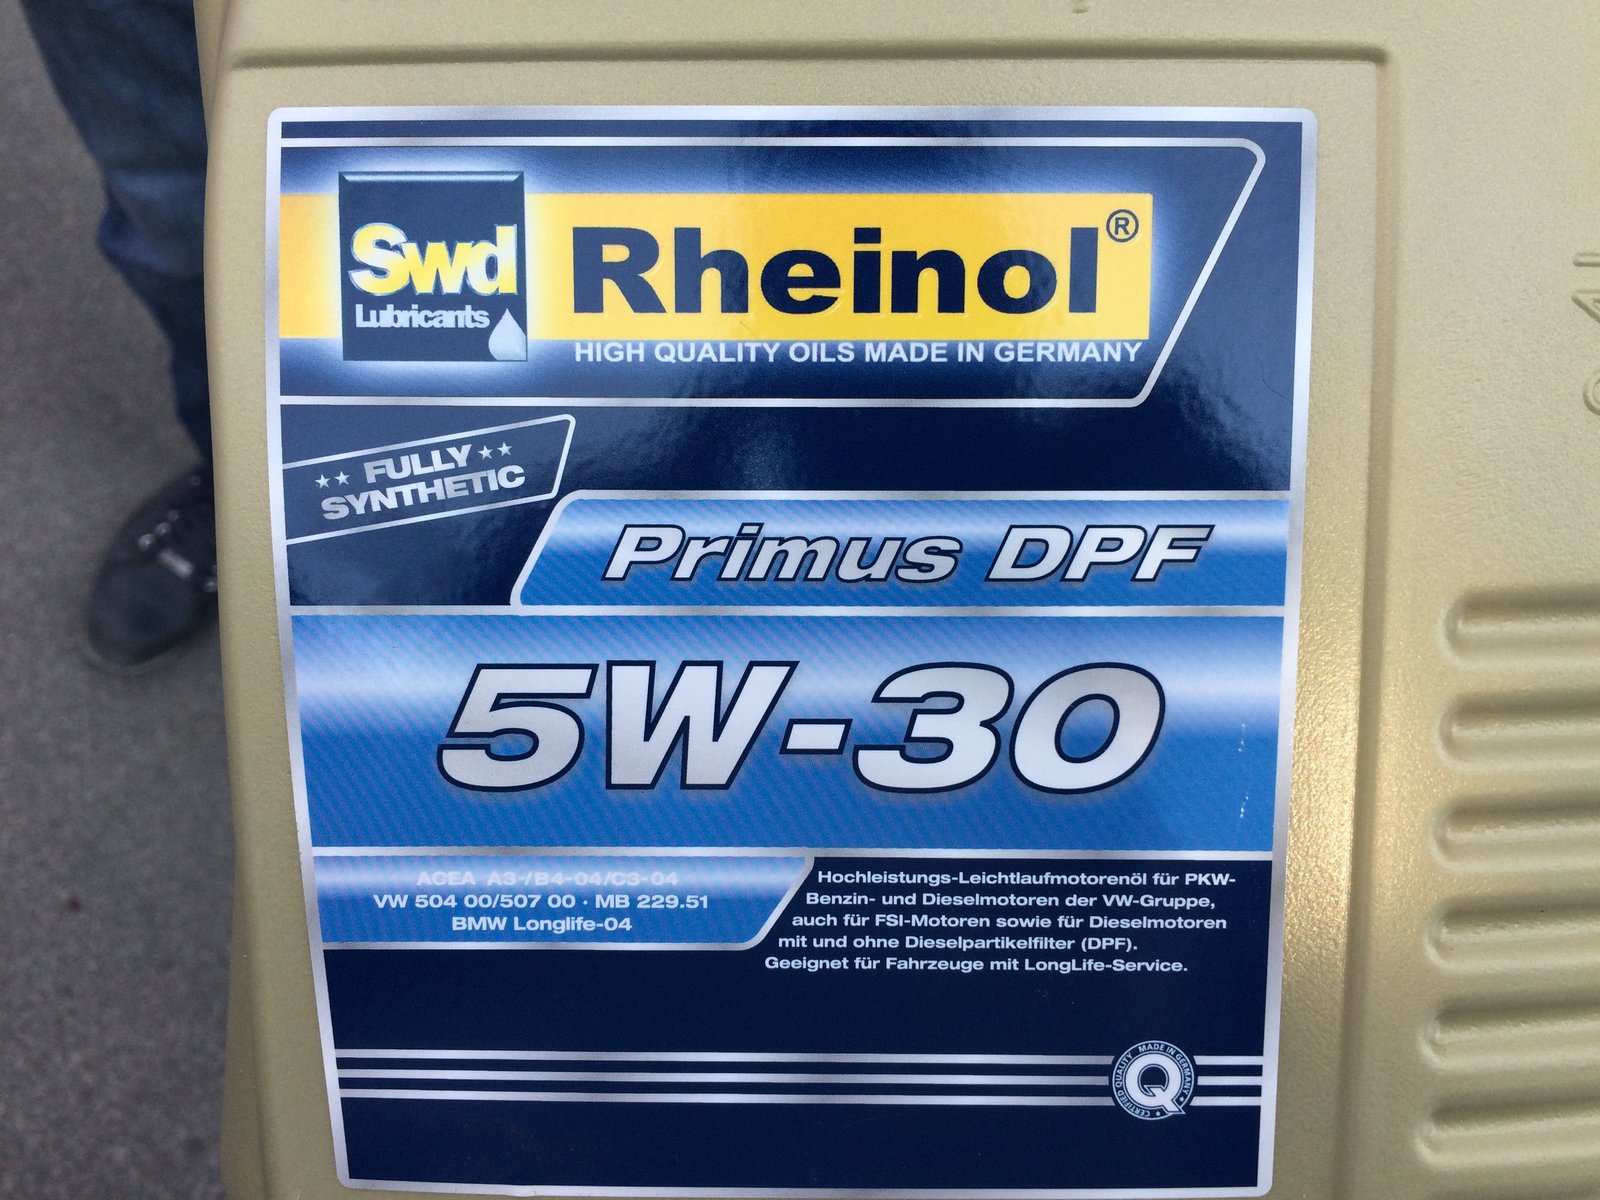 Swd
Lubricants
Rheinol®
HIGH QUALITY OILS MADE IN GERMANY
FULLY
SYNTHETIC
Primus DPF
5W-30
ACEA A3-/B4-04/C3-04
VW 504 00/507 00 · MB 229.51
BMW Longlife-04
Hochleistungs-Leichtlaufmotorenöl für PKW-
Benzin- und Dieselmotoren der VW-Gruppe,
auch für FSI-Motoren sowie für Dieselmotoren
mit und ohne Dieselpartikelfilter (DPF).
Geeignet für Fahrzeuge mit LongLife-Service.
CERTIFIED QUALITY MADE IN GERMANY
Q